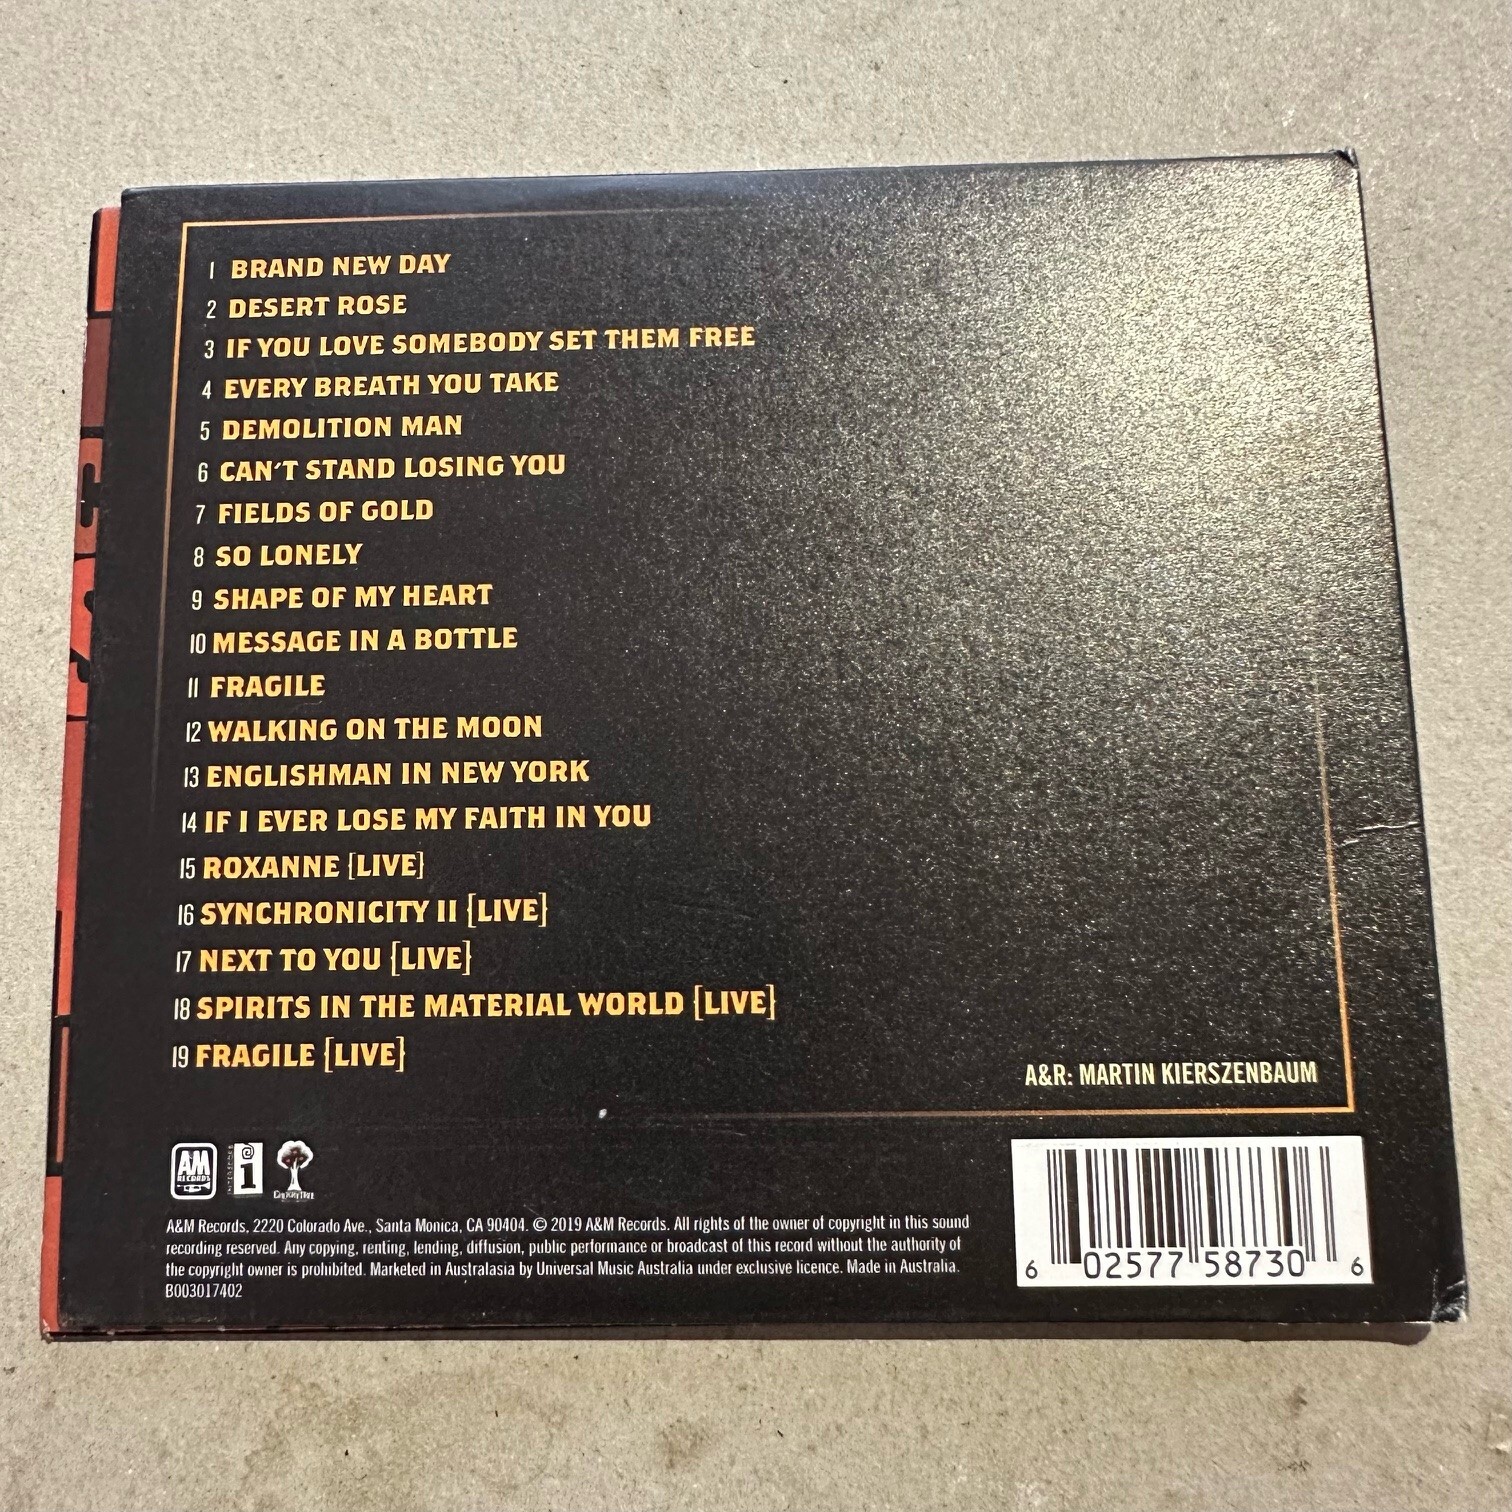 1 BRAND NEW DAY
2 DESERT ROSE
3 IF YOU LOVE SOMEBODY SET THEM FREE
4 EVERY BREATH YOU TAKE
5 DEMOLITION MAN
6 CAN'T STAND LOSING YOU
7 FIELDS OF GOLD
8 SO LONELY
9 SHAPE OF MY HEART
10 MESSAGE IN A BOTTLE
11 FRAGILE
12 WALKING ON THE MOON
13 ENGLISHMAN IN NEW YORK
14 IF I EVER LOSE MY FAITH IN YOU
15 ROXANNE [LIVE]
16 SYNCHRONICITY II [LIVE]
17 NEXT TO YOU [LIVE]
18 SPIRITS IN THE MATERIAL WORLD [LIVE]
19 FRAGILE [LIVE]
A&R: MARTIN KIERSZENBAUM
AM
RECORDS
INTERSCOPE
i
CHERRYTREE
A&M Records, 2220 Colorado Ave., Santa Monica, CA 90404. © 2019 A&M Records. All rights of the owner of copyright in this sound
recording reserved. Any copying, renting, lending, diffusion, public performance or broadcast of this record without the authority of
the copyright owner is prohibited. Marketed in Australasia by Universal Music Australia under exclusive licence. Made in Australia.
B003017402
6 02577 58730 6